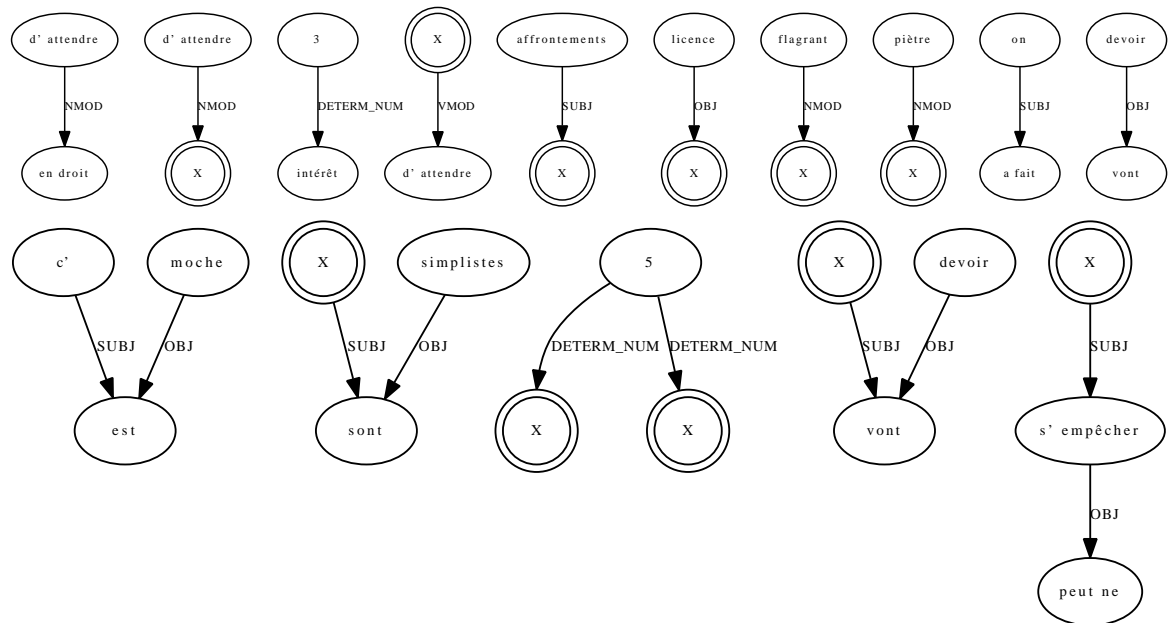 d' attendre d' attendre 3 X affrontements licence flagrant piètre on devoir
NMOD NMOD DETERM_NUM VMOD SUBJ OBJ NMOD NMOD SUBJ OBJ
en droit X intérêt d' attendre X X X X a fait vont
c' moche X simplistes 5 X devoir X
SUBJ OBJ SUBJ OBJ DETERM_NUM DETERM_NUM SUBJ OBJ SUBJ
est sont X X vont s' empêcher
OBJ
peut ne